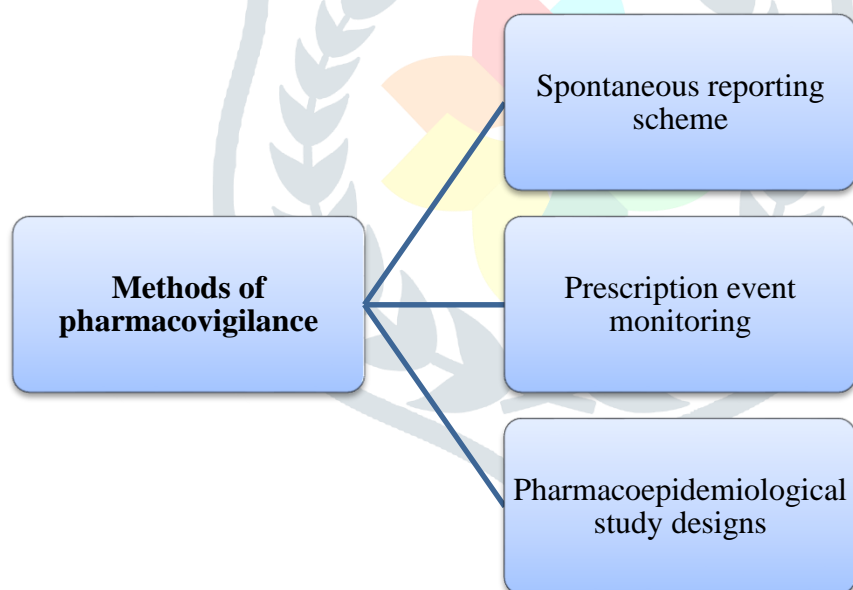 Methods of
pharmacovigilance
Spontaneous reporting
scheme
Prescription event
monitoring
Pharmacoepidemiological
study designs